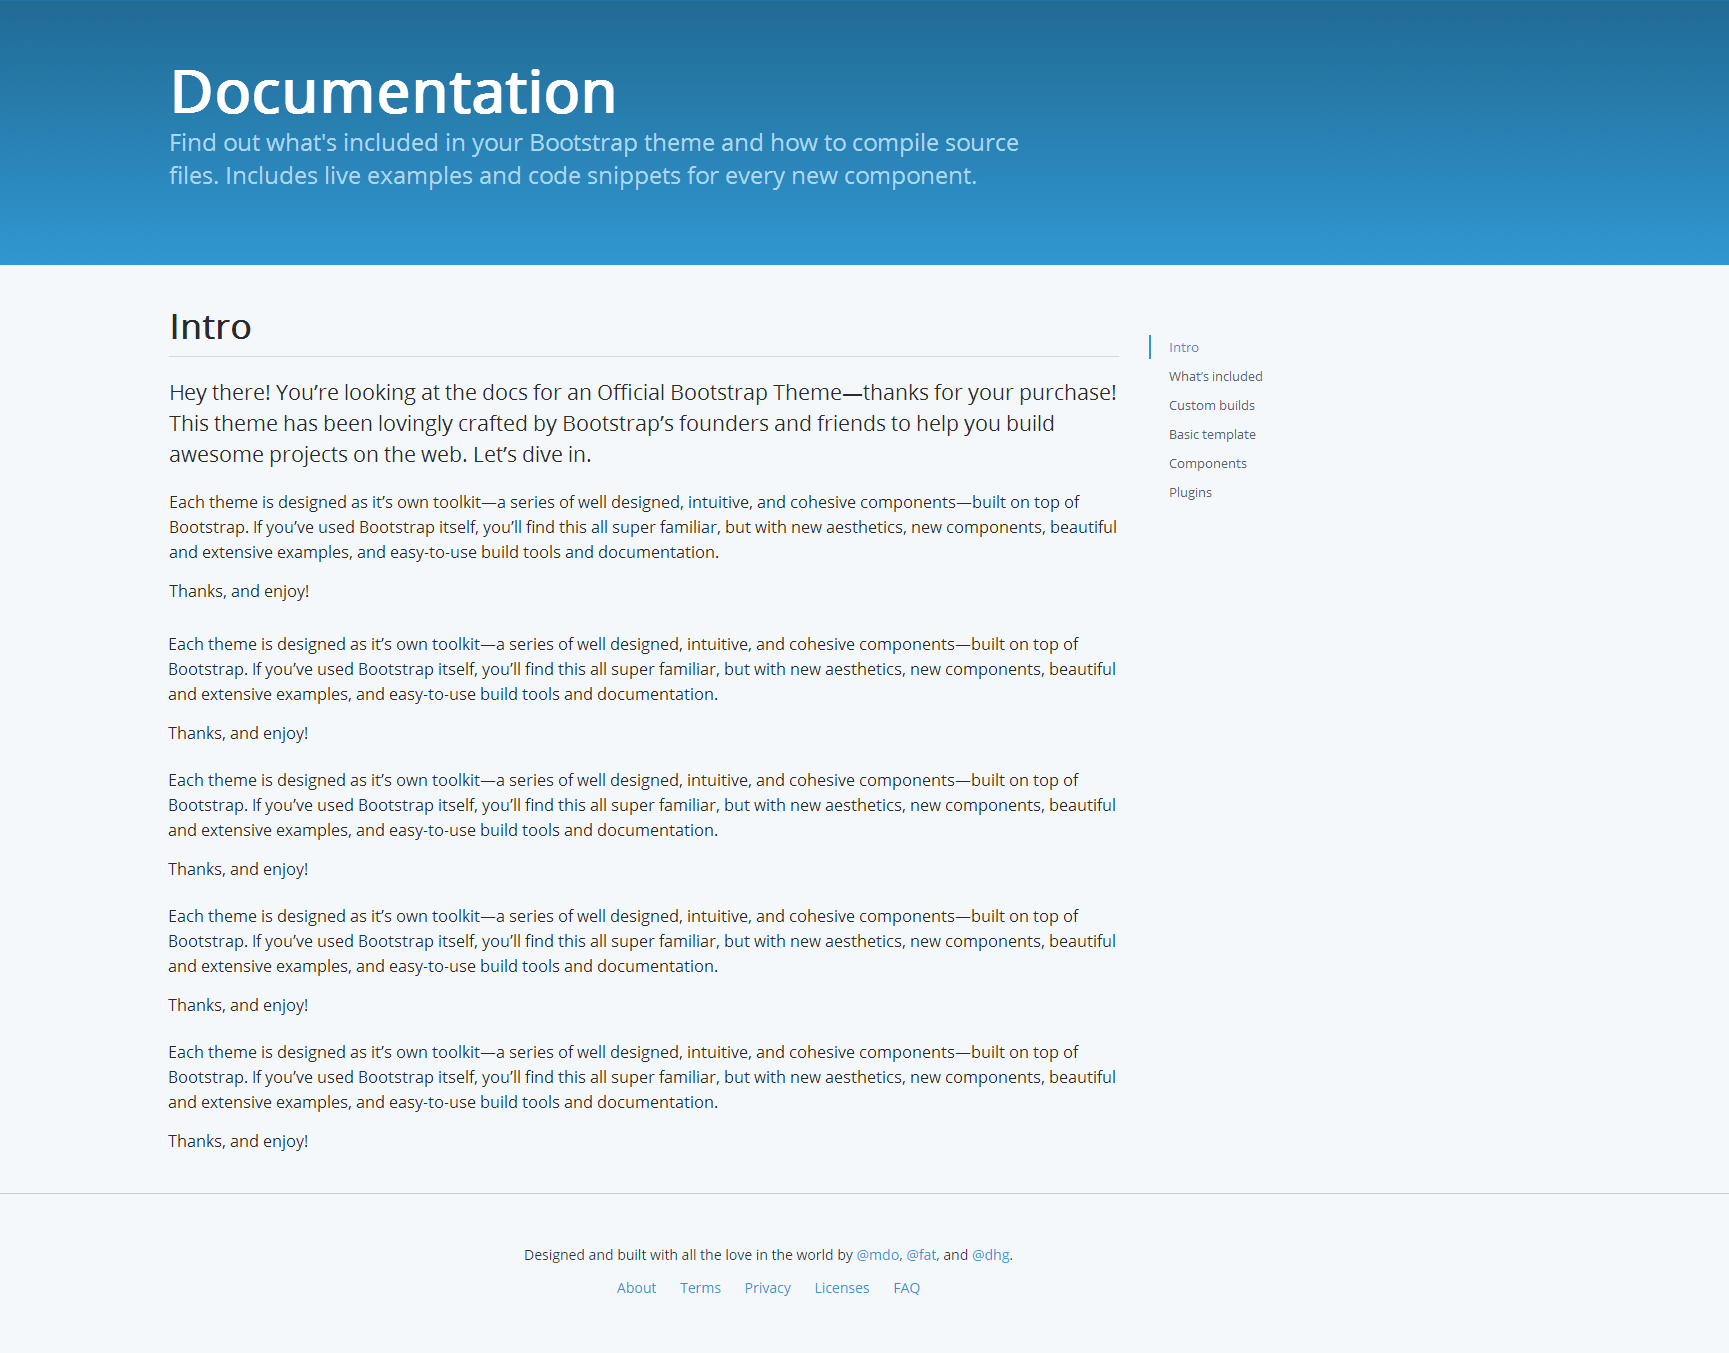 Documentation
Find out what's included in your Bootstrap theme and how to compile source
files. Includes live examples and code snippets for every new component.
Intro
Hey there! You’re looking at the docs for an Official Bootstrap Theme—thanks for your purchase!
This theme has been lovingly crafted by Bootstrap’s founders and friends to help you build
awesome projects on the web. Let’s dive in.
Each theme is designed as it’s own toolkit—a series of well designed, intuitive, and cohesive components—built on top of
Bootstrap. If you’ve used Bootstrap itself, you’ll find this all super familiar, but with new aesthetics, new components, beautiful
and extensive examples, and easy-to-use build tools and documentation.
Thanks, and enjoy!
Each theme is designed as it’s own toolkit—a series of well designed, intuitive, and cohesive components—built on top of
Bootstrap. If you’ve used Bootstrap itself, you’ll find this all super familiar, but with new aesthetics, new components, beautiful
and extensive examples, and easy-to-use build tools and documentation.
Thanks, and enjoy!
Each theme is designed as it’s own toolkit—a series of well designed, intuitive, and cohesive components—built on top of
Bootstrap. If you’ve used Bootstrap itself, you’ll find this all super familiar, but with new aesthetics, new components, beautiful
and extensive examples, and easy-to-use build tools and documentation.
Thanks, and enjoy!
Each theme is designed as it’s own toolkit—a series of well designed, intuitive, and cohesive components—built on top of
Bootstrap. If you’ve used Bootstrap itself, you’ll find this all super familiar, but with new aesthetics, new components, beautiful
and extensive examples, and easy-to-use build tools and documentation.
Thanks, and enjoy!
Each theme is designed as it’s own toolkit—a series of well designed, intuitive, and cohesive components—built on top of
Bootstrap. If you’ve used Bootstrap itself, you’ll find this all super familiar, but with new aesthetics, new components, beautiful
and extensive examples, and easy-to-use build tools and documentation.
Thanks, and enjoy!
Intro
What’s included
Custom builds
Basic template
Components
Plugins
Designed and built with all the love in the world by @mdo, @fat, and @dhg.
About Terms Privacy Licenses FAQ